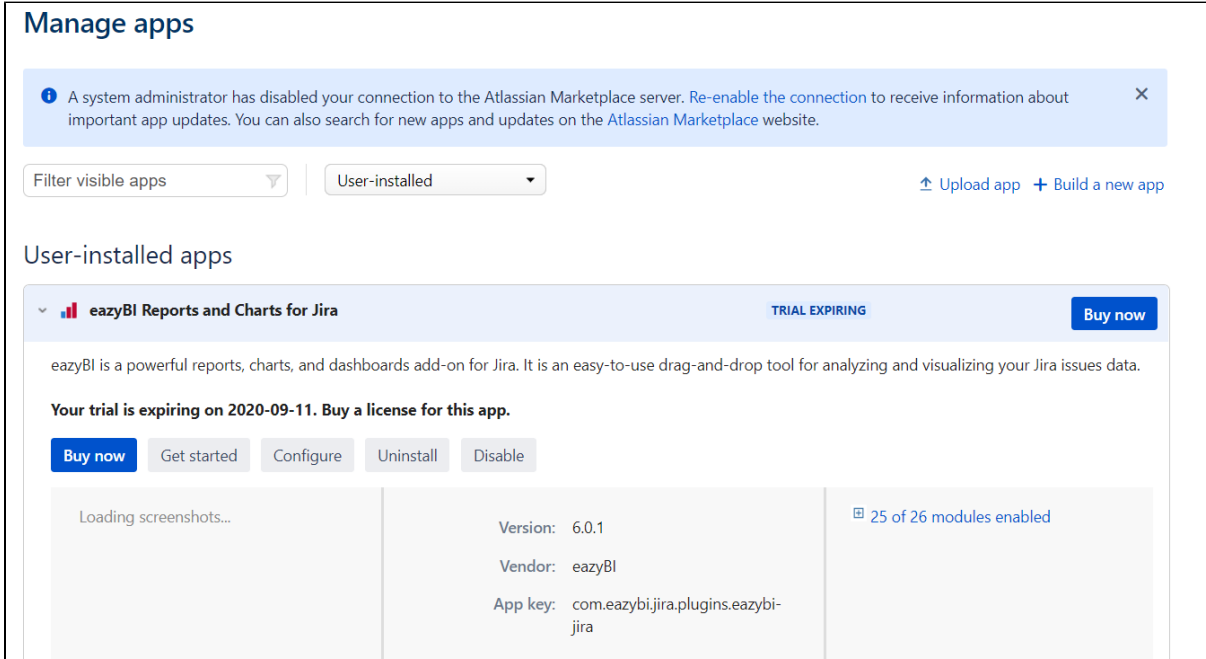 Manage apps
A system administrator has disabled your connection to the Atlassian Marketplace server. Re-enable the connection to receive information about
important app updates. You can also search for new apps and updates on the Atlassian Marketplace website.
Filter visible apps
User-installed
Upload app
Build a new app
User-installed apps
eazyBI Reports and Charts for Jira
TRIAL EXPIRING
Buy now
eazyBI is a powerful reports, charts, and dashboards add-on for Jira. It is an easy-to-use drag-and-drop tool for analyzing and visualizing your Jira issues data.
Your trial is expiring on 2020-09-11. Buy a license for this app.
Buy now
Get started
Configure
Uninstall
Disable
Loading screenshots...
Version: 6.0.1
Vendor: eazyBI
App key: com.eazybi.jira.plugins.eazybi-
jira
25 of 26 modules enabled